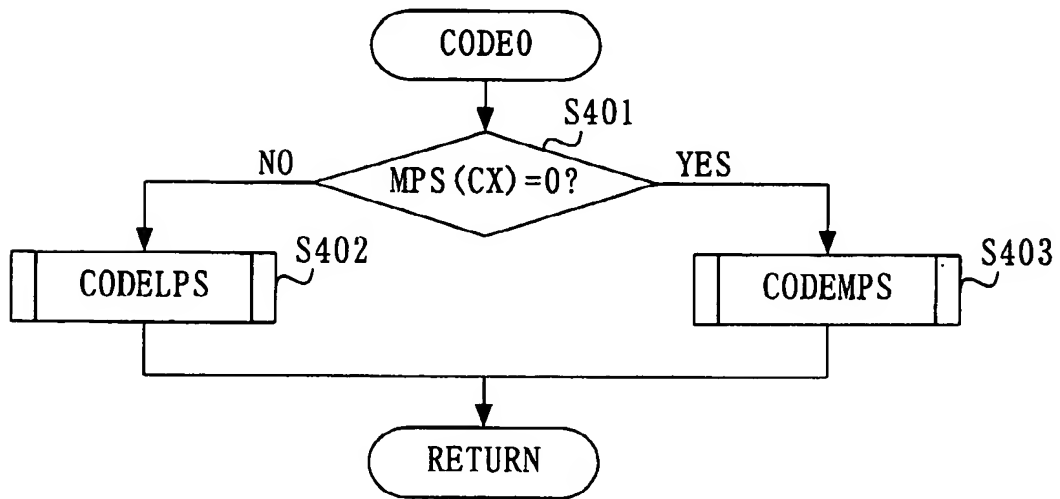 CODE0
S401
NO
MPS(CX)=0?
YES
CODELPS
S402
CODEMPS
S403
RETURN